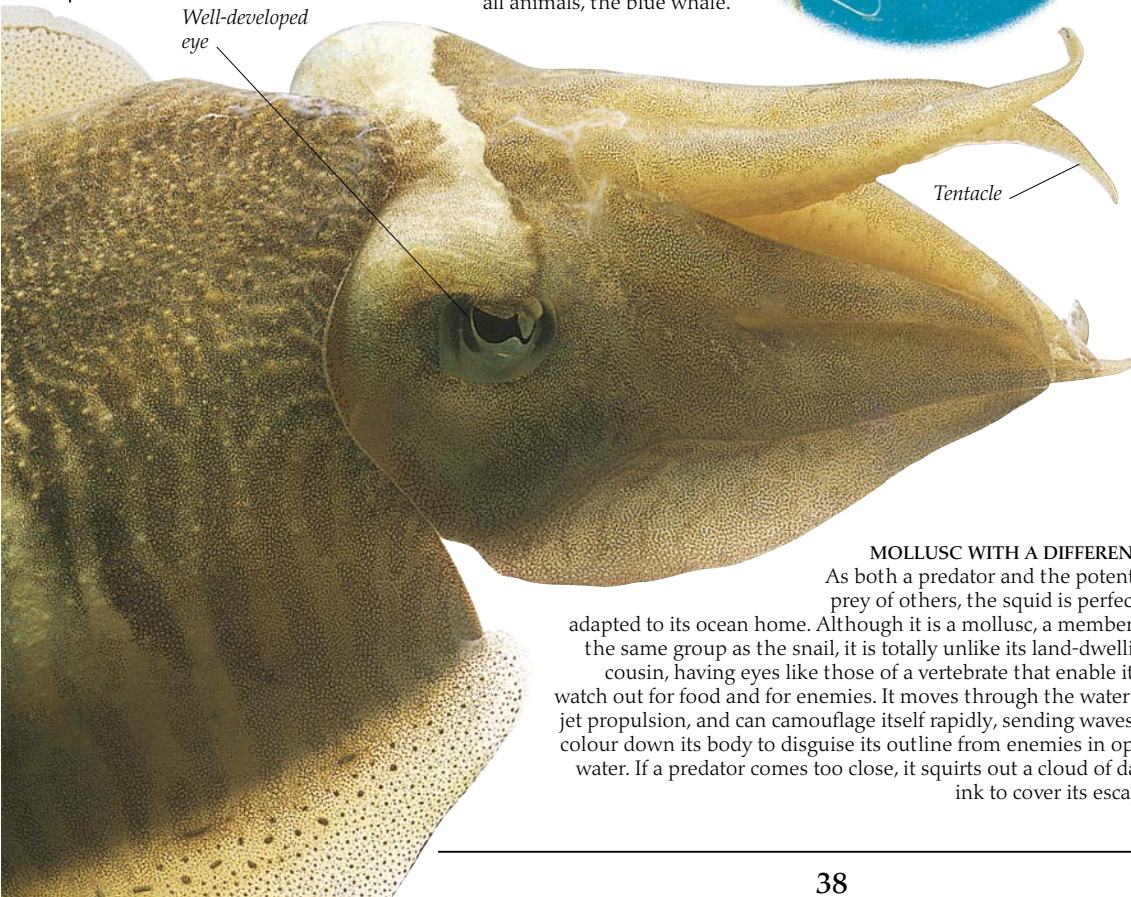 all animals, the blue whale.
Well-developed
eye
Tentacle
MOLLUSC WITH A DIFFEREN
As both a predator and the potent
prey of others, the squid is perfec
adapted to its ocean home. Although it is a mollusc, a member
the same group as the snail, it is totally unlike its land-dwelli
cousin, having eyes like those of a vertebrate that enable it
watch out for food and for enemies. It moves through the water
jet propulsion, and can camouflage itself rapidly, sending waves
colour down its body to disguise its outline from enemies in op
water. If a predator comes too close, it squirts out a cloud of da
ink to cover its esca
38